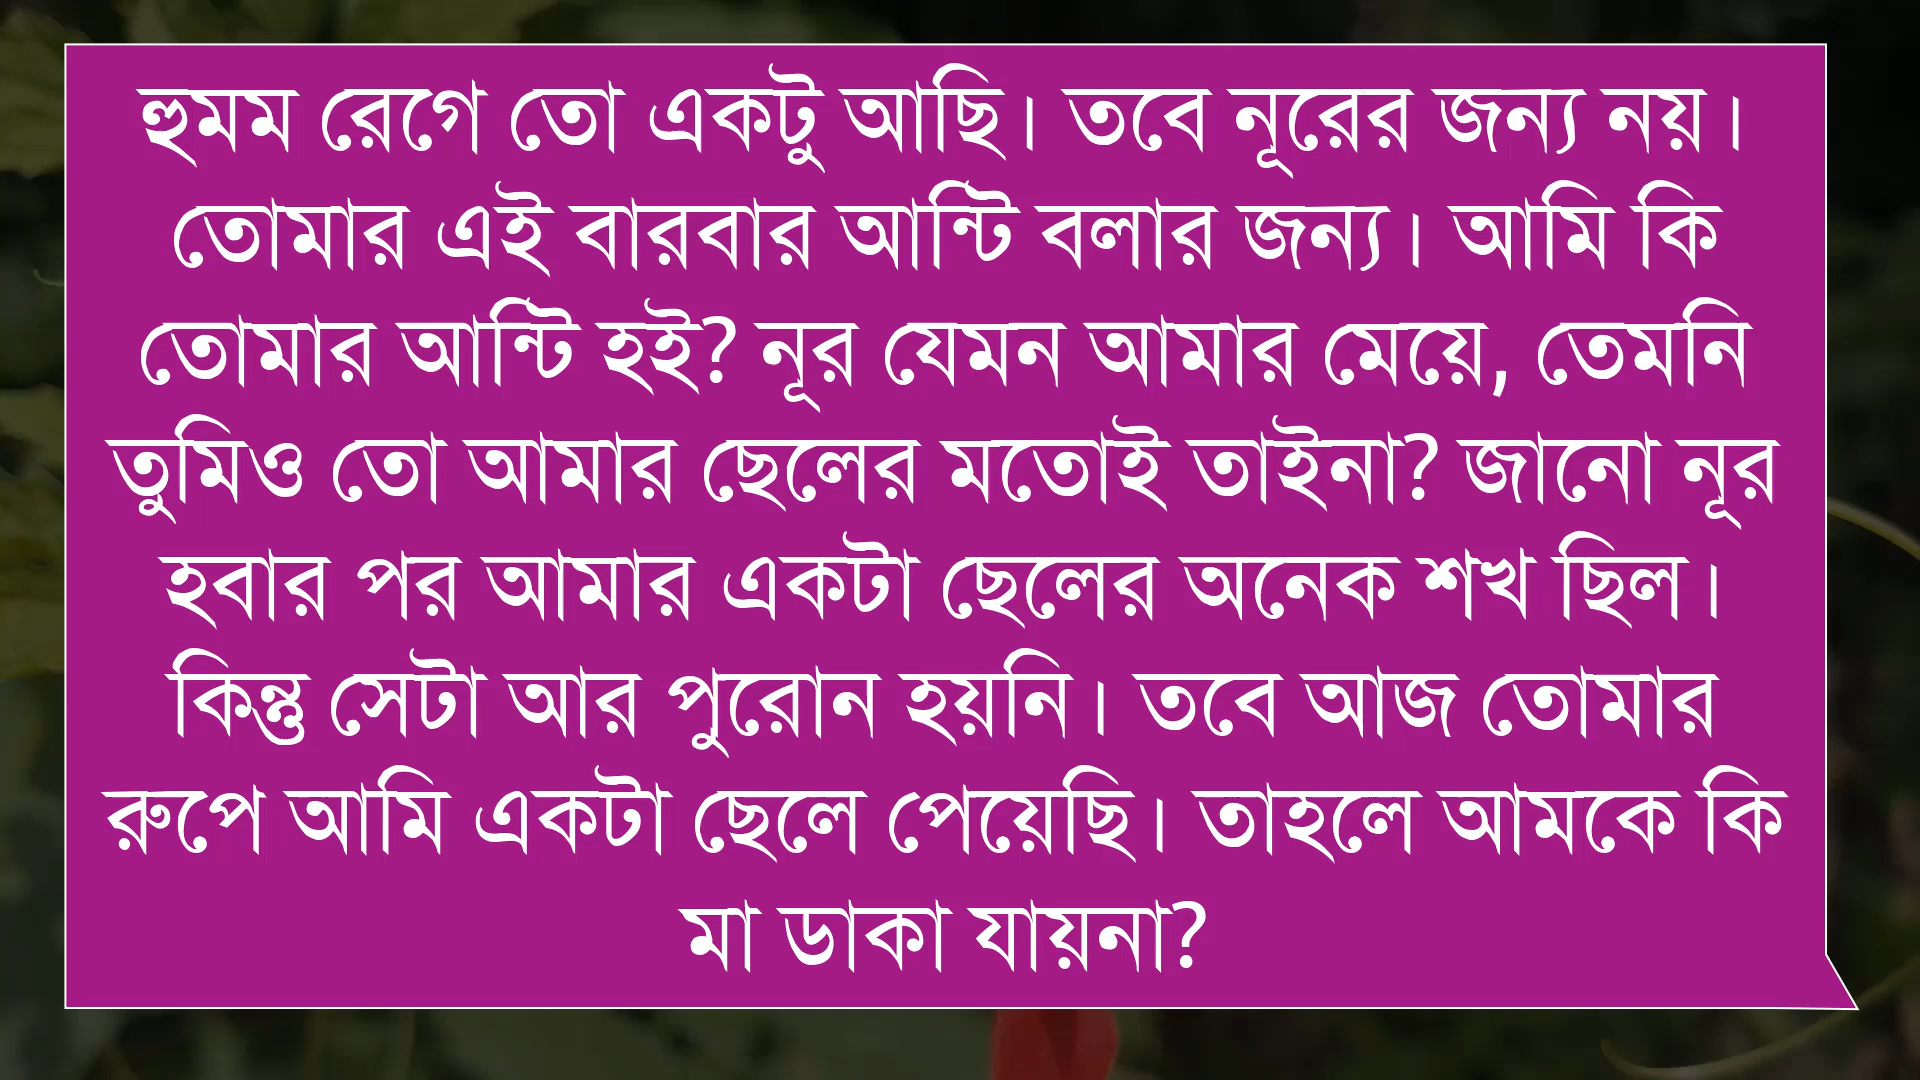 হুমম রেগে তো একটু আছি। তবে নূরের জন্য নয়।
তোমার এই বারবার আন্টি বলার জন্য। আমি কি
তোমার আন্টি হই? নূর যেমন আমার মেয়ে, তেমনি
তুমিও তো আমার ছেলের মতোই তাইনা? জানো নূর
হবার পর আমার একটা ছেলের অনেক শখ ছিল।
কিন্তু সেটা আর পুরোন হয়নি। তবে আজ তোমার
রুপে আমি একটা ছেলে পেয়েছি। তাহলে আমকে কি
মা ডাকা যায়না?